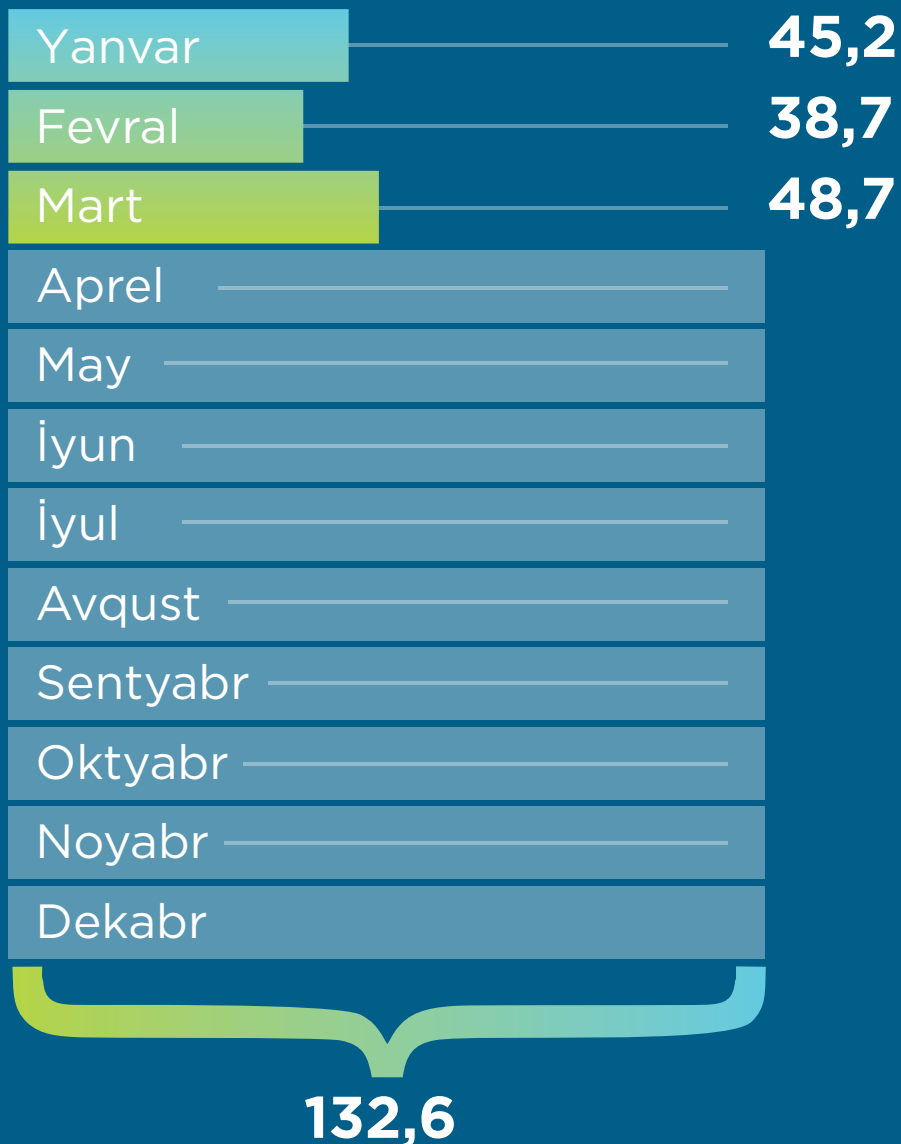 Yanvar 45,2
Fevral 38,7
Mart 48,7
Aprel
May
İyun
İyul
Avqust
Sentyabr
Oktyabr
Noyabr
Dekabr
132,6